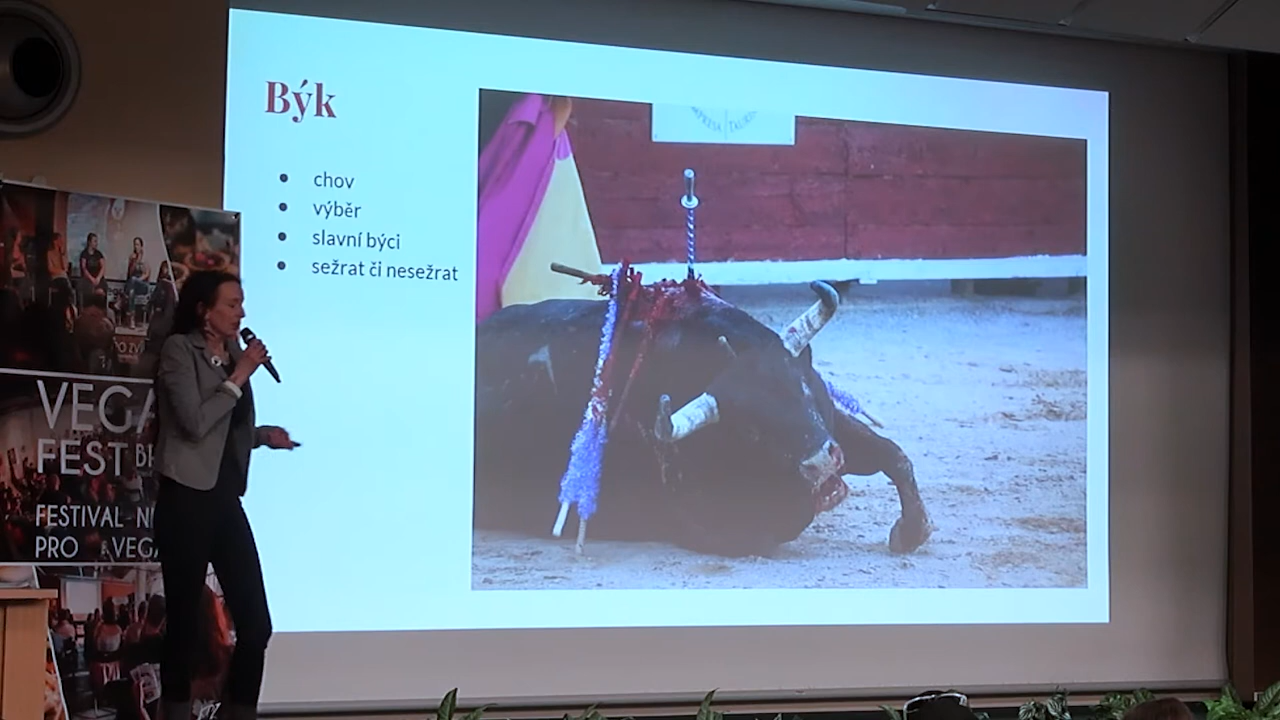 Býk
chov
výběr
slavní býci
sežrat či nesežrat
VEGA
FEST
FESTIVAL
PRO VEGA